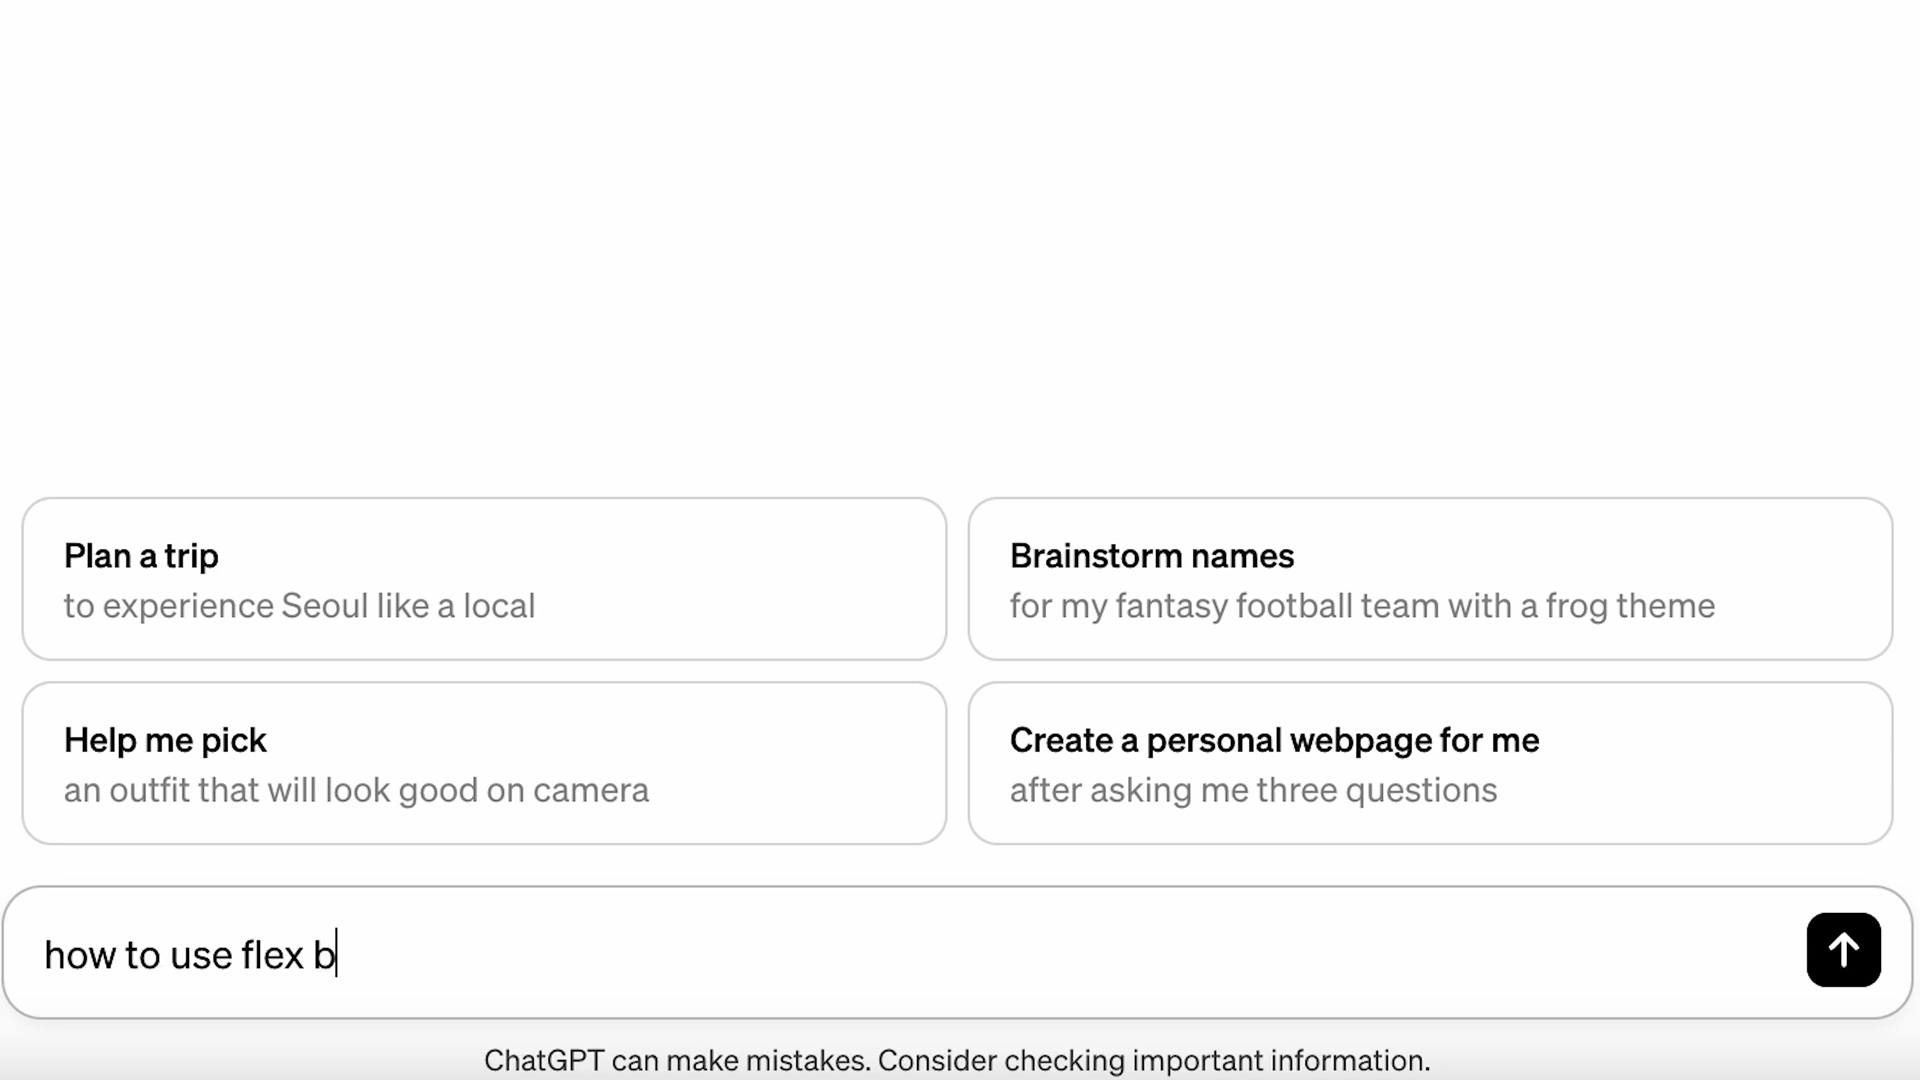 Plan a trip
to experience Seoul like a local
Brainstorm names
for my fantasy football team with a frog theme
Help me pick
an outfit that will look good on camera
Create a personal webpage for me
after asking me three questions
how to use flex b
ChatGPT can make mistakes. Consider checking important information.